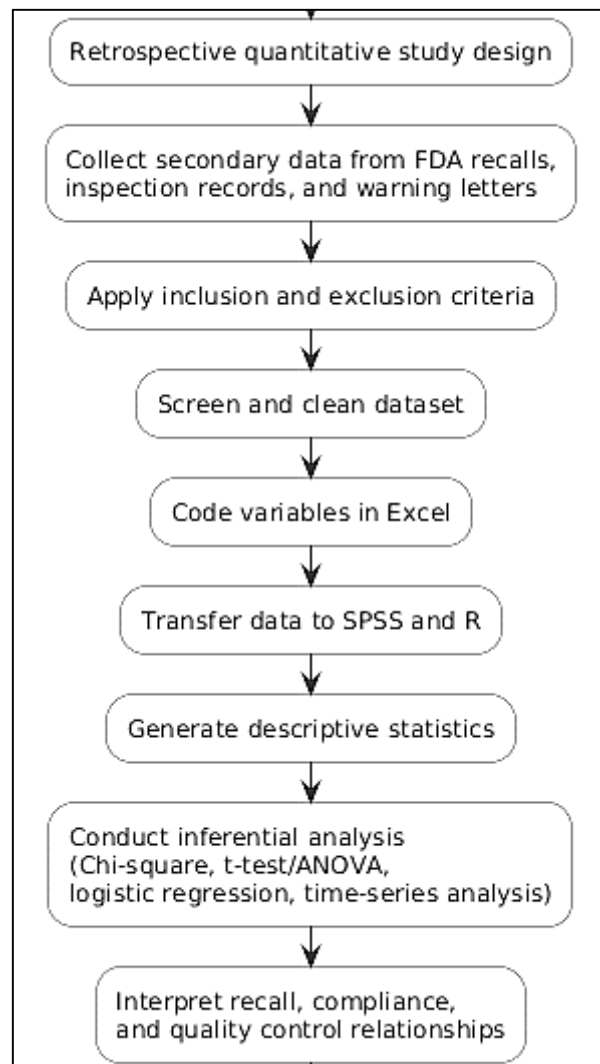 Retrospective quantitative study design
Collect secondary data from FDA recalls,
inspection records, and warning letters
Apply inclusion and exclusion criteria
Screen and clean dataset
Code variables in Excel
Transfer data to SPSS and R
Generate descriptive statistics
Conduct inferential analysis
(Chi-square, t-test/ANOVA,
logistic regression, time-series analysis)
Interpret recall, compliance,
and quality control relationships